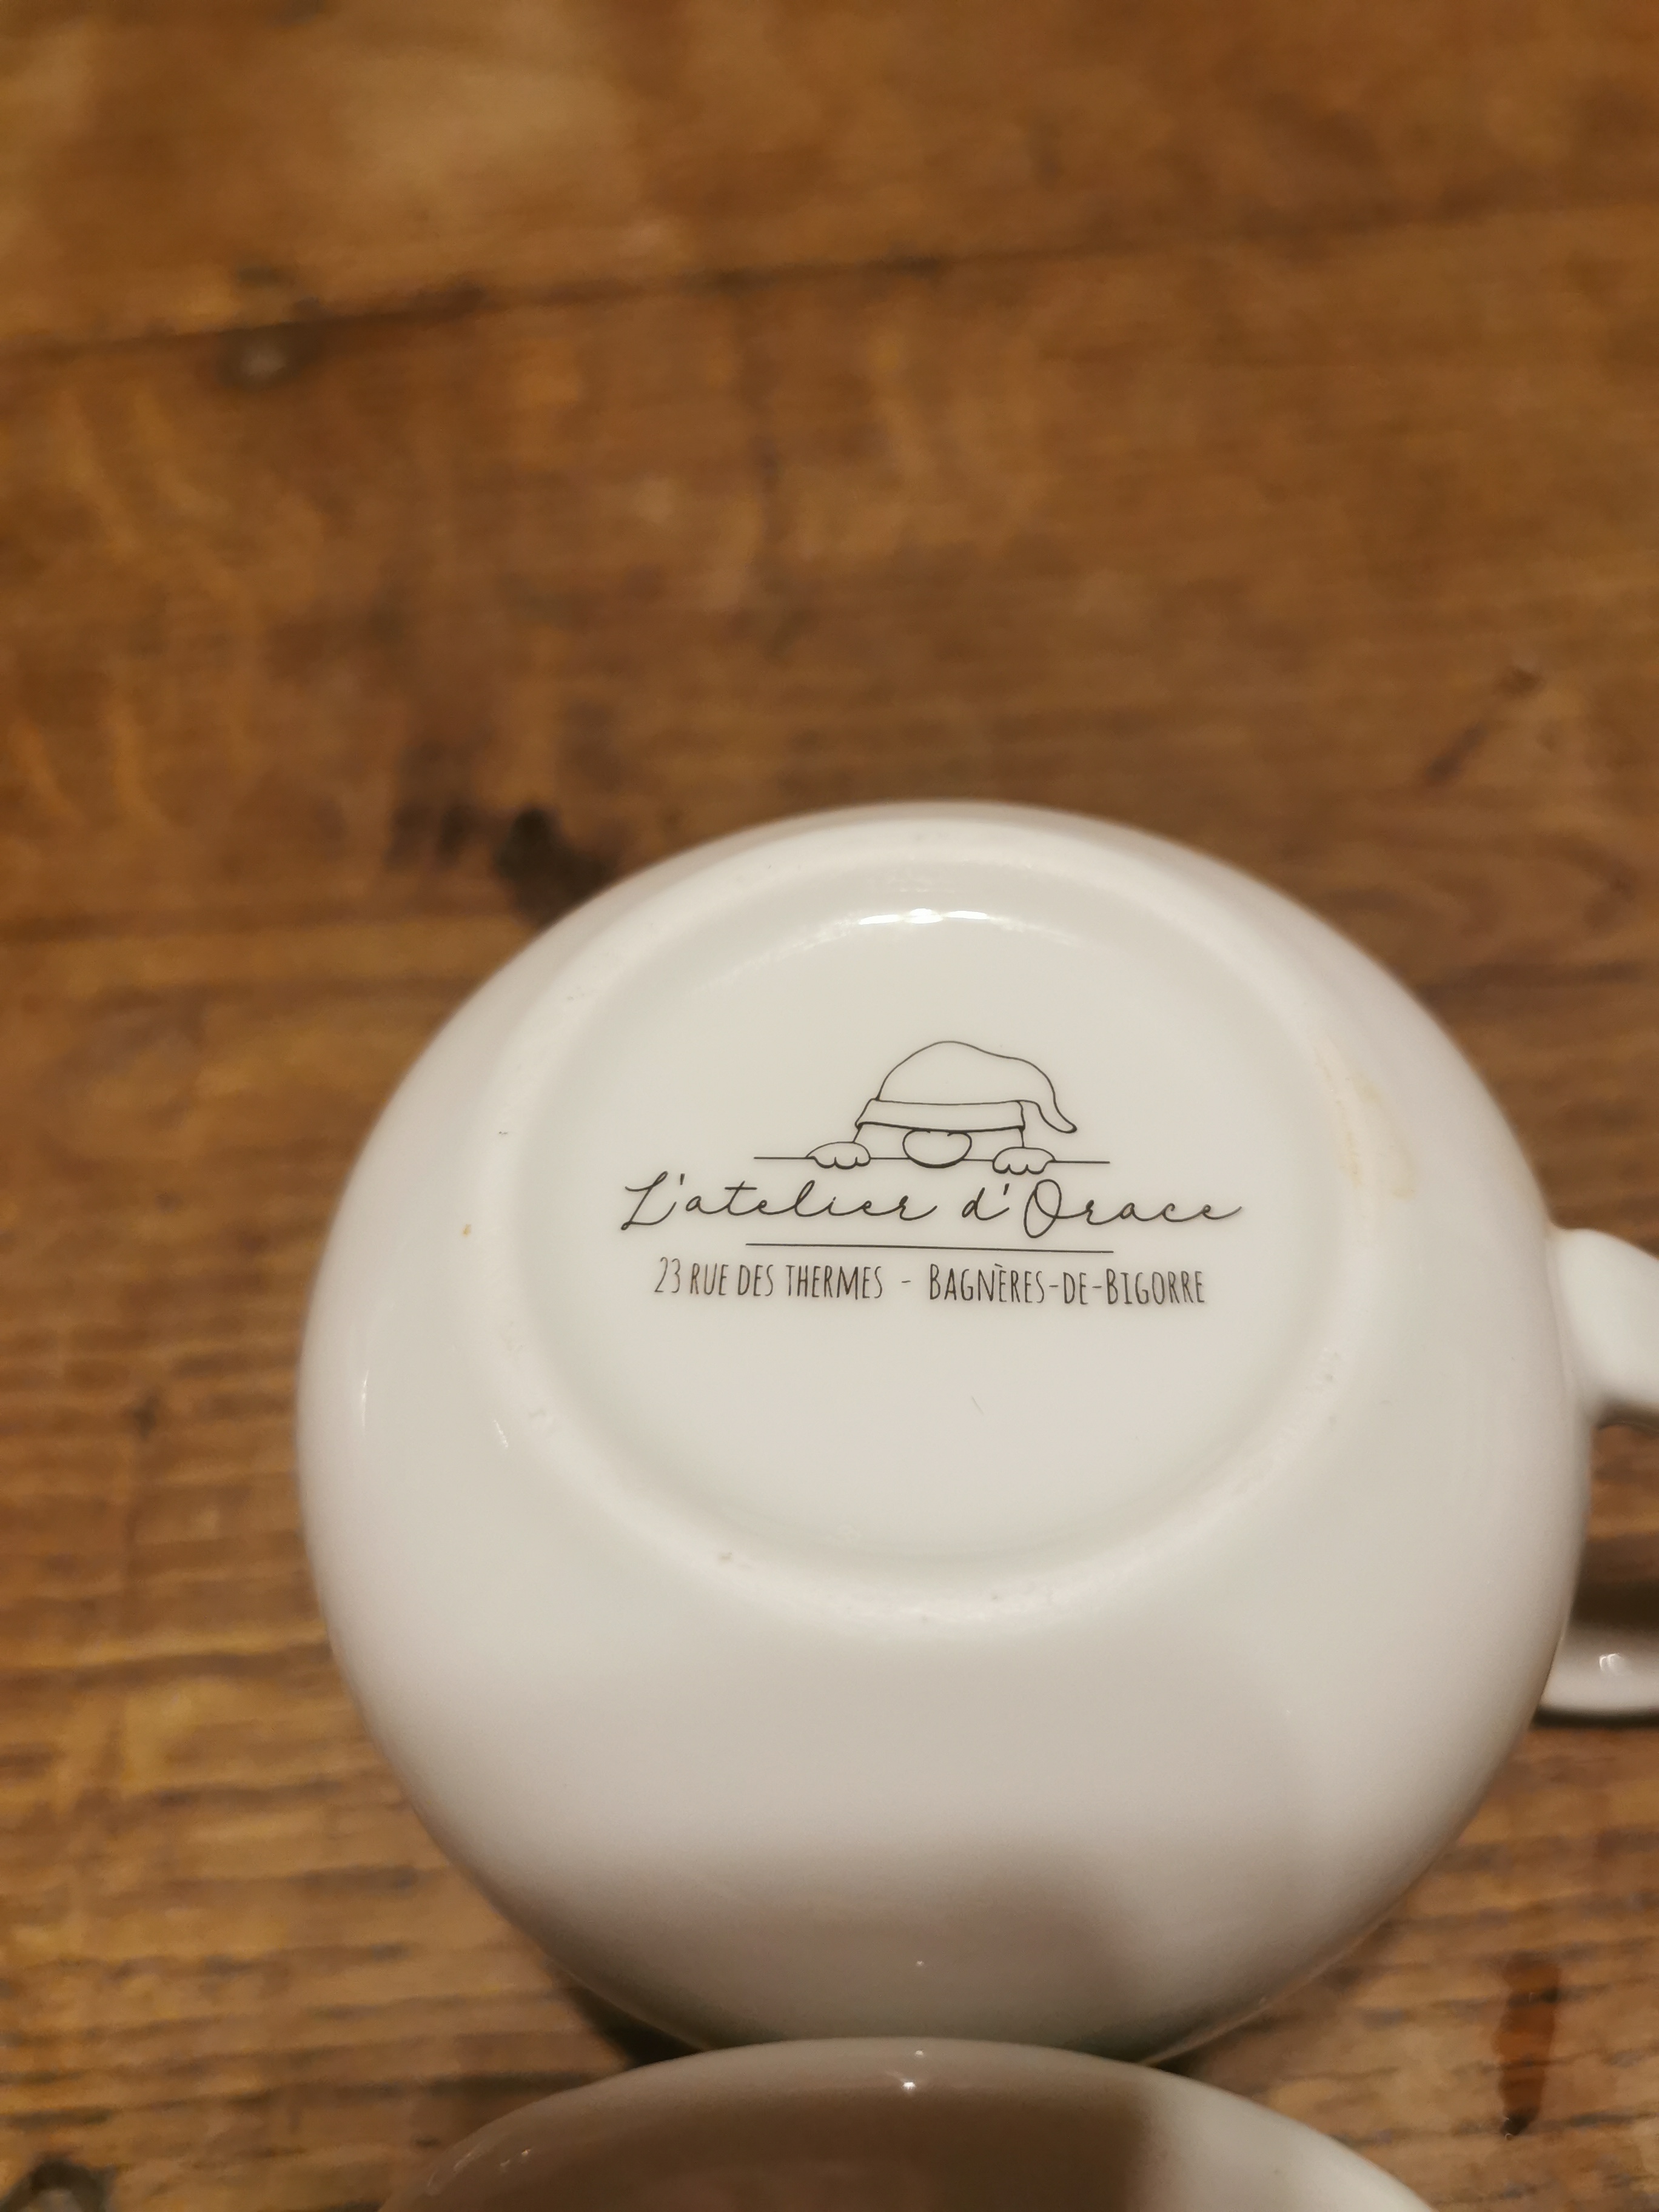 L'atelier d'Orace
23 RUE DES THERMES - BAGNÈRES-DE-BIGORRE